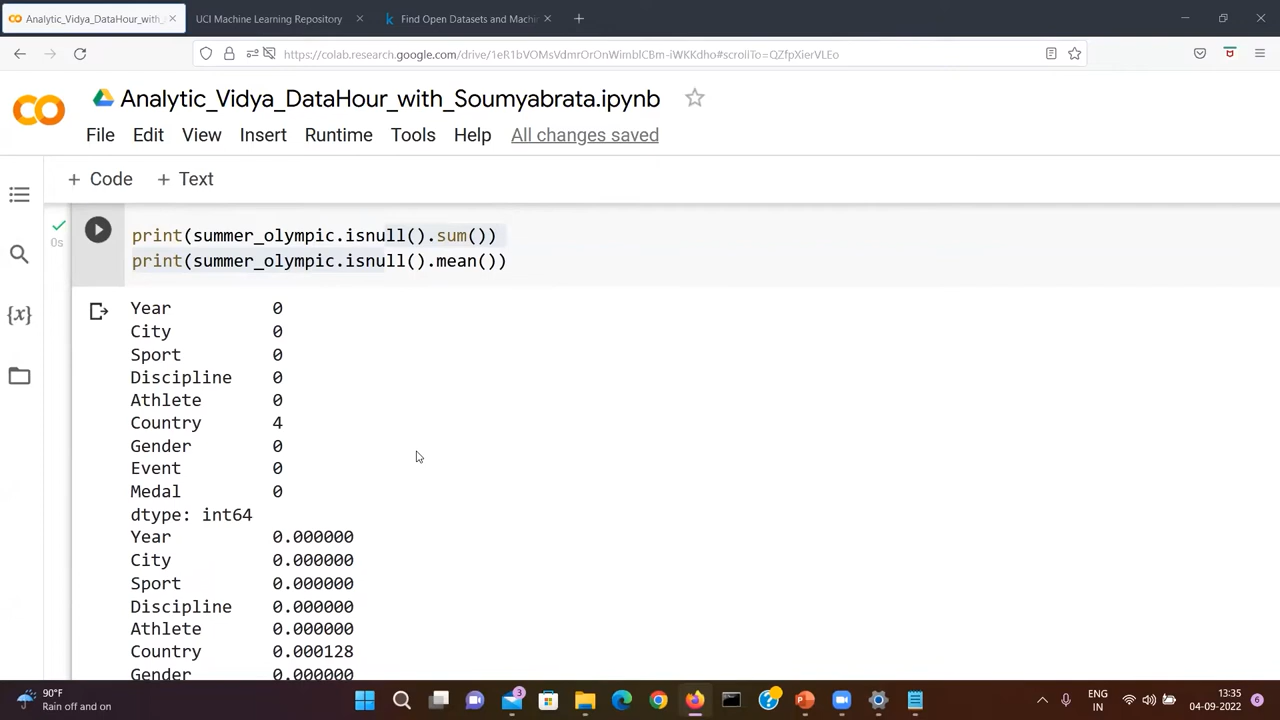 Analytic_Vidya_DataHour_with_
UCI Machine Learning Repository
Find Open Datasets and Machi
https://colab.research.google.com/drive/1eR1bVOMsVdmrOrOnWimblCBm-iWKKdho#scrollTo=QZfpXierVLEo
CO
Analytic_Vidya_DataHour_with_Soumyabrata.ipynb
File Edit View Insert Runtime Tools Help All changes saved
+ Code + Text
0s
print(summer_olympic.isnull().sum())
print(summer_olympic.isnull().mean())
{x}
Year 0
City 0
Sport 0
Discipline 0
Athlete 0
Country 4
Gender 0
Event 0
Medal 0
dtype: int64
Year 0.000000
City 0.000000
Sport 0.000000
Discipline 0.000000
Athlete 0.000000
Country 0.000128
Gender 0.000000
90°F
Rain off and on
3
ENG
IN
13:35
04-09-2022
6